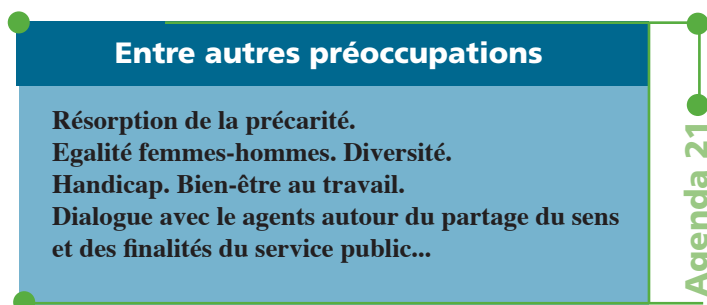 Entre autres préoccupations
Résorption de la précarité.
Egalité femmes-hommes. Diversité.
Handicap. Bien-être au travail.
Dialogue avec le agents autour du partage du sens
et des finalités du service public...
Agenda 21